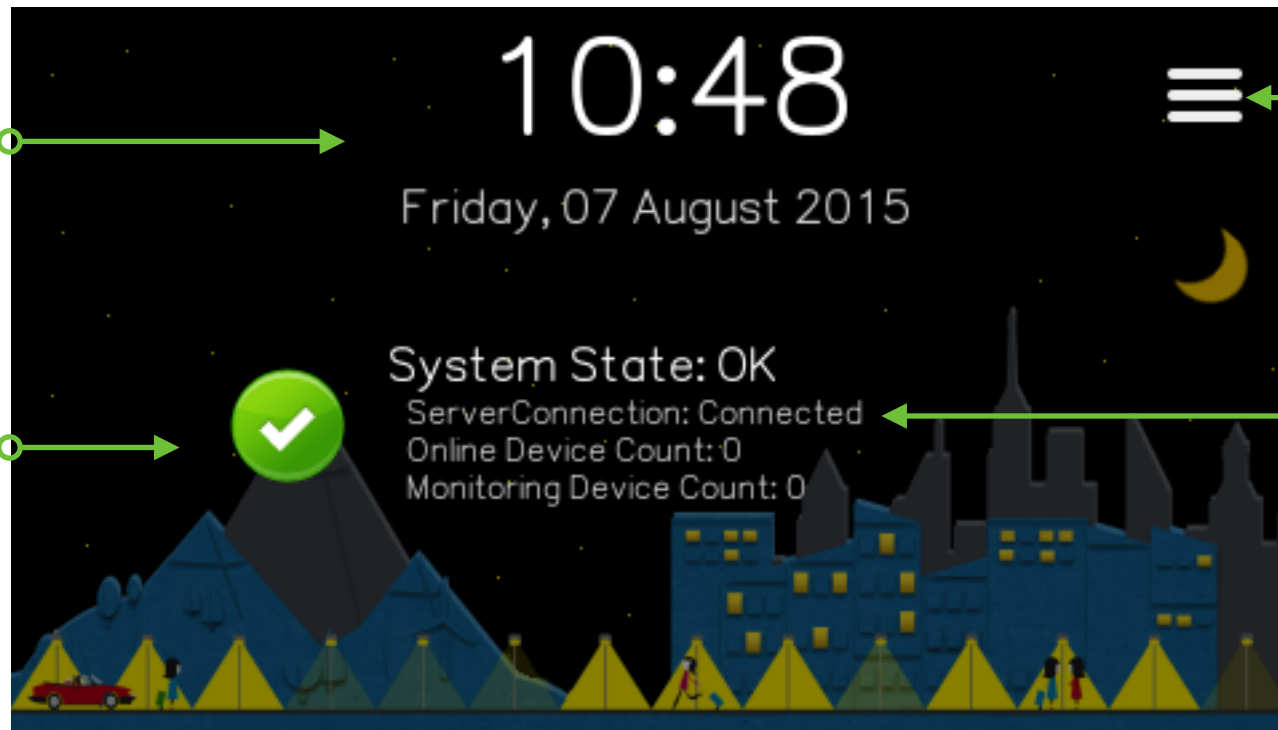 10:48
Friday, 07 August 2015
System State: OK
ServerConnection: Connected
Online Device Count: 0
Monitoring Device Count: 0